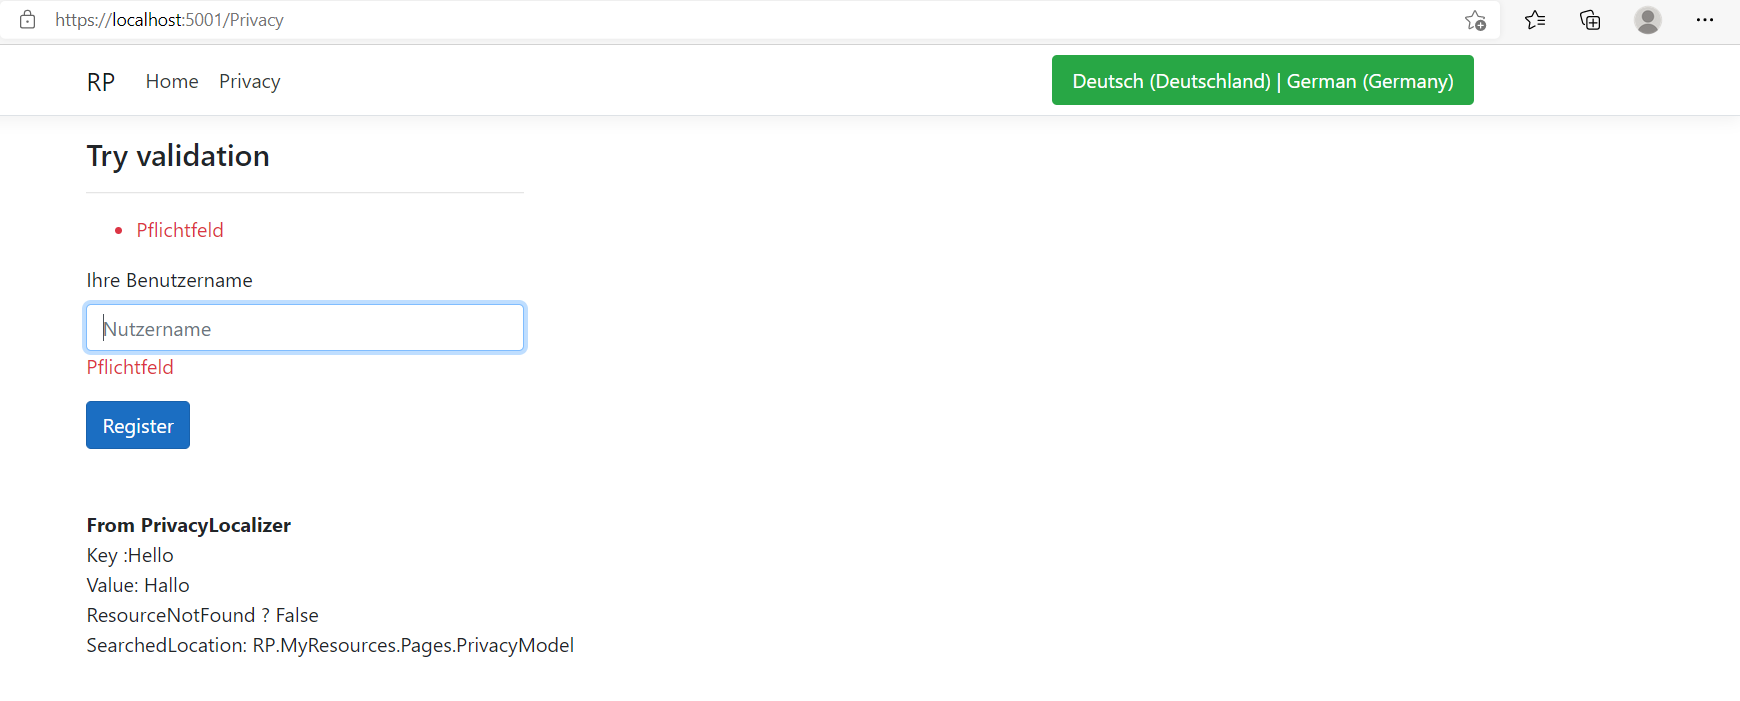 https://localhost:5001/Privacy
RP Home Privacy Deutsch (Deutschland) | German (Germany)
Try validation
Pflichtfeld
Ihre Benutzername
Nutzername
Pflichtfeld
Register
From PrivacyLocalizer
Key :Hello
Value: Hallo
ResourceNotFound ? False
SearchedLocation: RP.MyResources.Pages.PrivacyModel